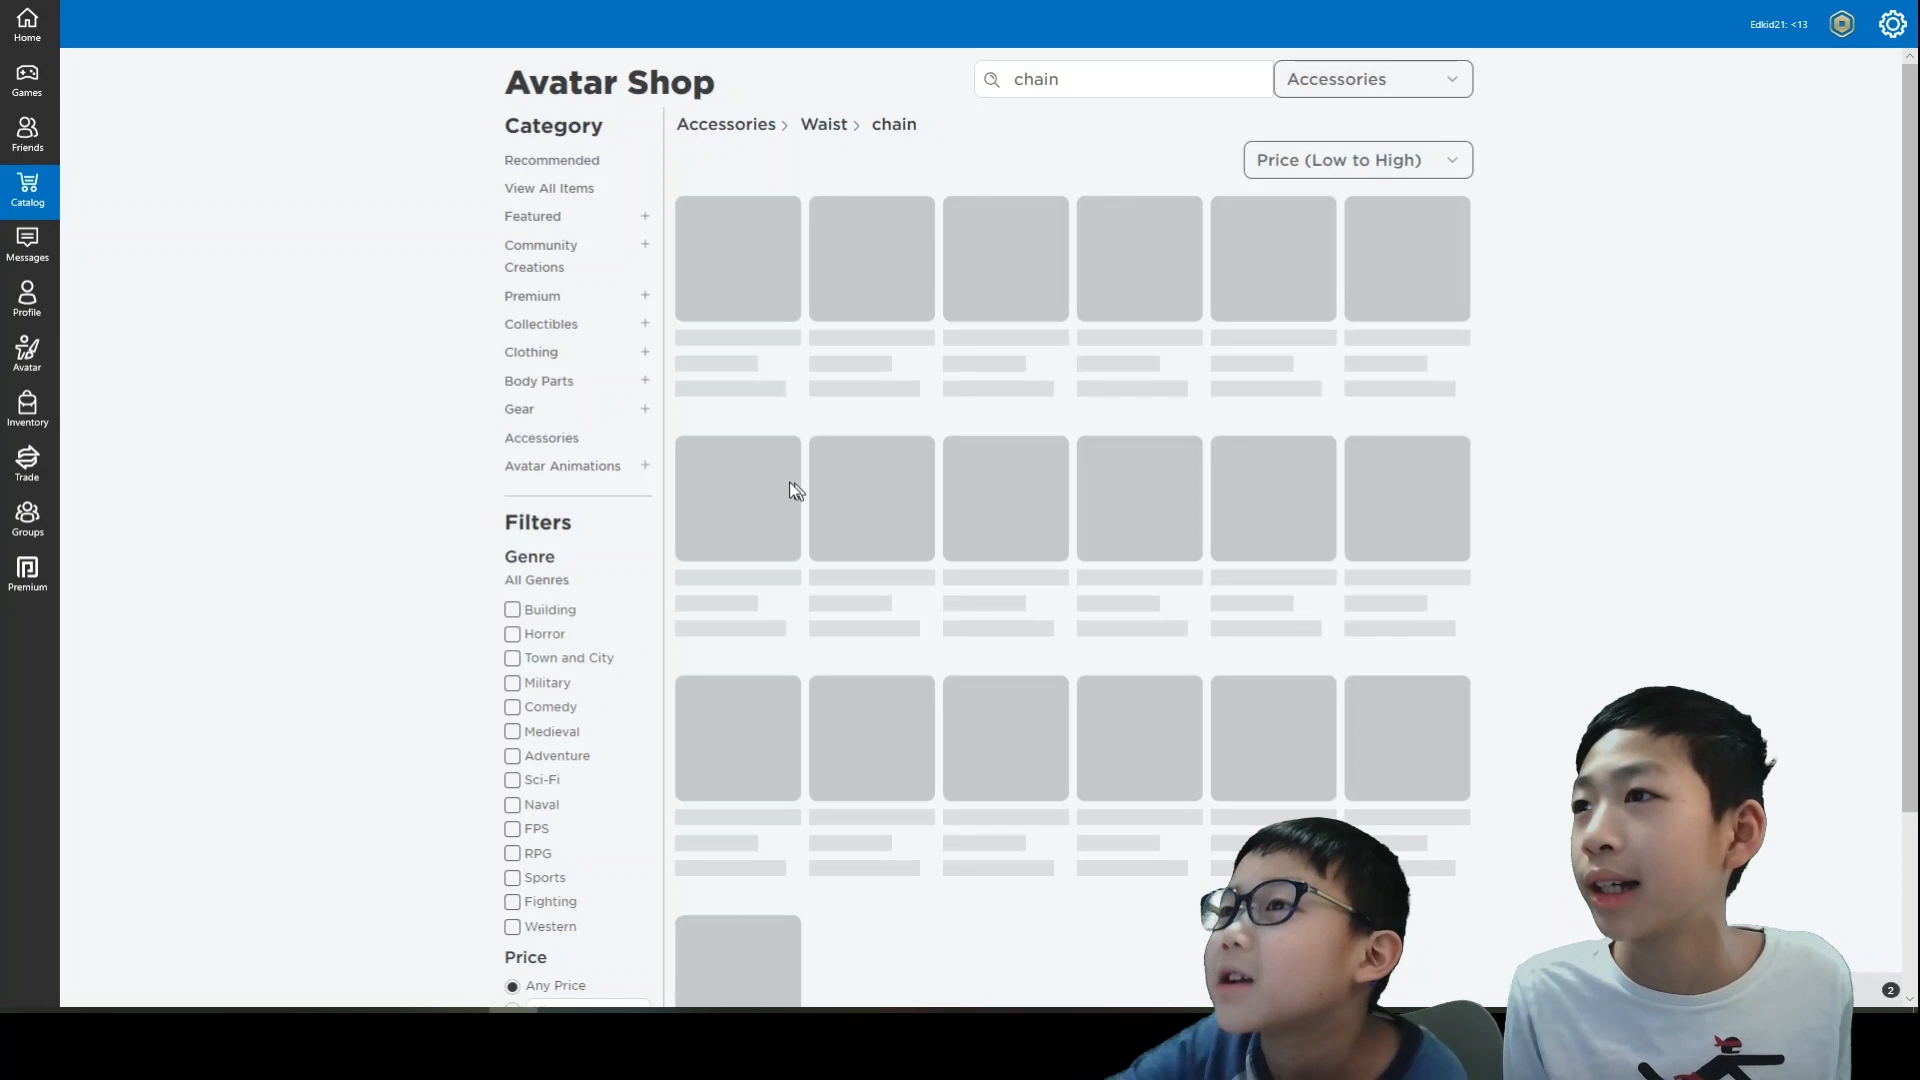 Home
Games
Friends
Catalog
Messages
Profile
Avatar
Inventory
Trade
Groups
Premium
Edkid21: <13
Avatar Shop
chain
Accessories
Category
Recommended
View All Items
Featured +
Community +
Creations
Premium +
Collectibles +
Clothing +
Body Parts +
Gear +
Accessories
Avatar Animations +
Filters
Genre
All Genres
Building
Horror
Town and City
Military
Comedy
Medieval
Adventure
Sci-Fi
Naval
FPS
RPG
Sports
Fighting
Western
Price
Any Price
Accessories > Waist > chain
Price (Low to High)
2